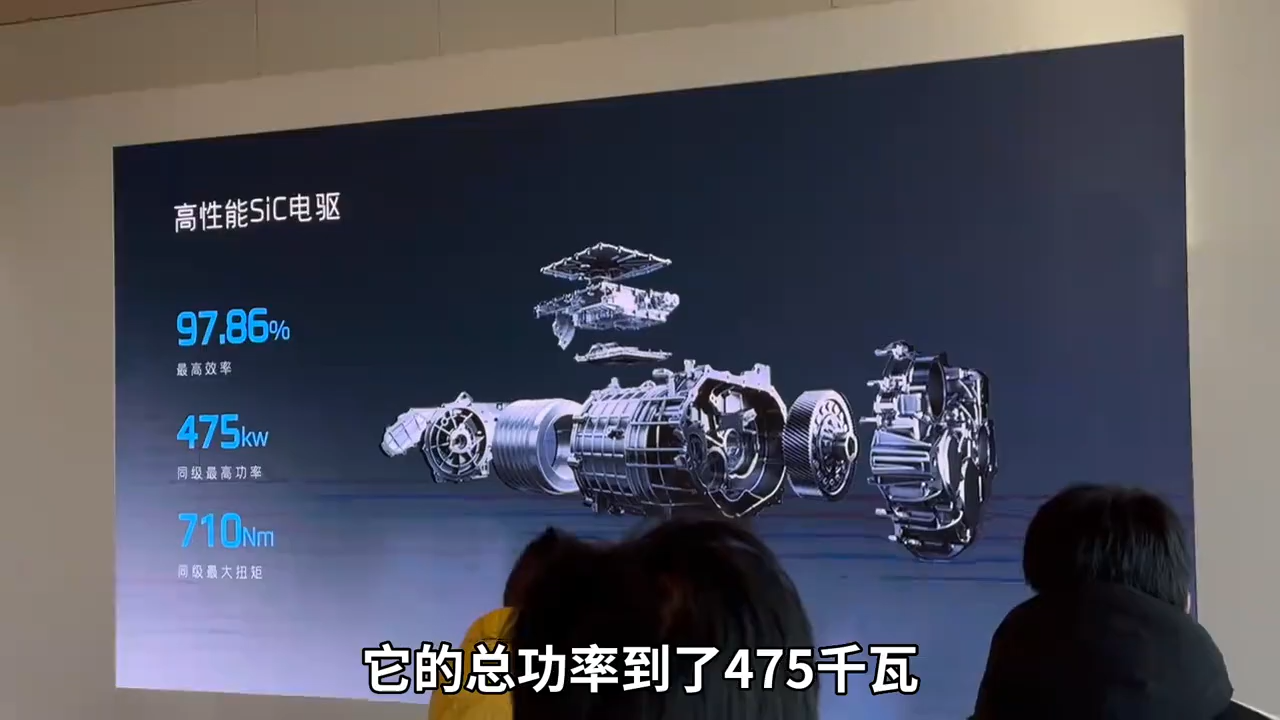 高性能SiC电驱
97.86%
最高效率
475kw
同级最高功率
710Nm
同级最大扭矩
它的总功率到了475千瓦